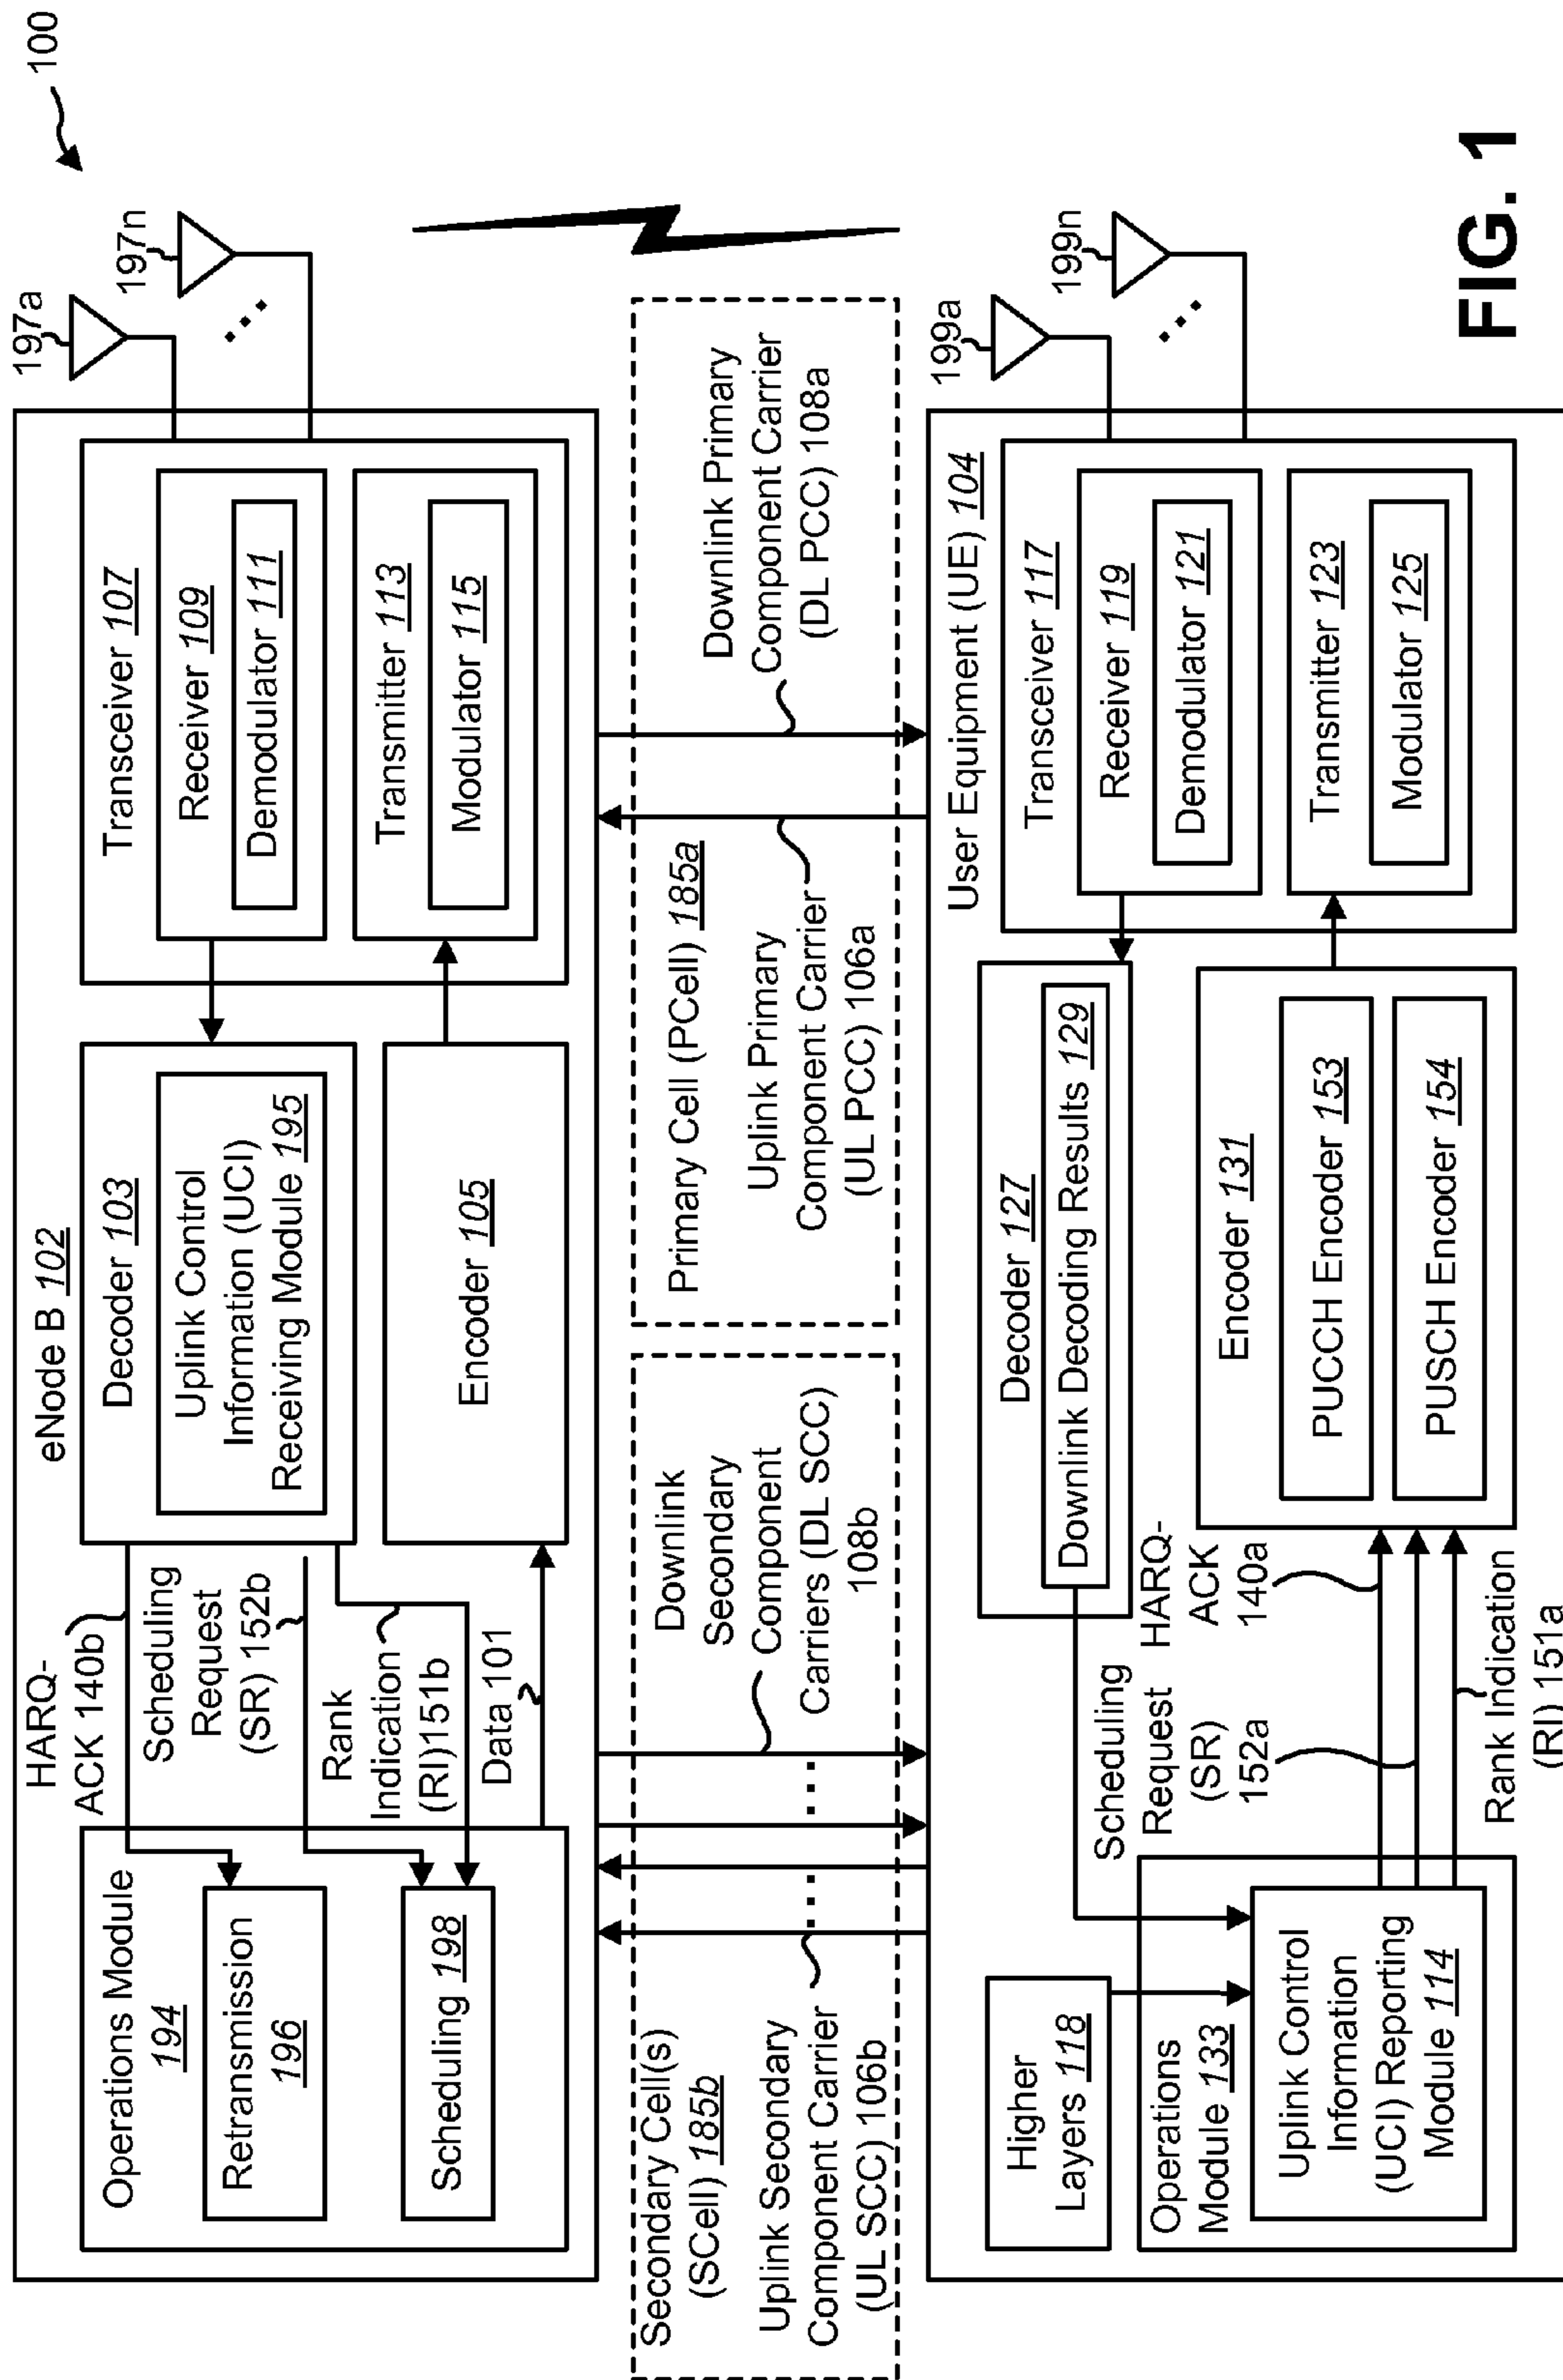 100
eNode B 102
Operations Module
194
Retransmission
196
Scheduling 198
HARQ-
ACK 140b
Scheduling
Request
(SR) 152b
Rank
Indication
(RI)151b
Data 101
Decoder 103
Uplink Control
Information (UCI)
Receiving Module 195
Encoder 105
Transceiver 107
Receiver 109
Demodulator 111
Transmitter 113
Modulator 115
197a
197n
Secondary Cell(s)
(SCell) 185b
Uplink Secondary
Component Carrier
(UL SCC) 106b
Downlink
Secondary
Component
Carriers (DL SCC)
108b
Primary Cell (PCell) 185a
Uplink Primary
Component Carrier
(UL PCC) 106a
Downlink Primary
Component Carrier
(DL PCC) 108a
User Equipment (UE) 104
Higher
Layers 118
Operations
Module 133
Uplink Control
Information
(UCI) Reporting
Module 114
Scheduling
Request
(SR)
152a
HARQ-
ACK
140a
Rank Indication
(RI) 151a
Decoder 127
Downlink Decoding Results 129
Encoder 131
PUCCH Encoder 153
PUSCH Encoder 154
Transceiver 117
Receiver 119
Demodulator 121
Transmitter 123
Modulator 125
199a
199n
FIG. 1